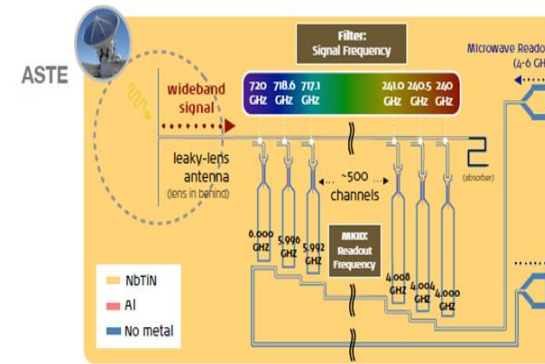 ASTE
Filter:
Signal Frequency
Microwave Reado
(4-6 GH
wideband
signal
720
GHz
718.6
GHz
717.1
GHz
241.0
GHz
240.5
GHz
240
GHz
leaky-lens
antenna
(lens in behind)
~500
channels
(absorber)
MKID:
Readout
Frequency
6.000
GHZ
5.996
GHZ
5.992
GHZ
4.008
GHZ
4.004
GHZ
4.000
GHZ
NbTiN
Al
No metal